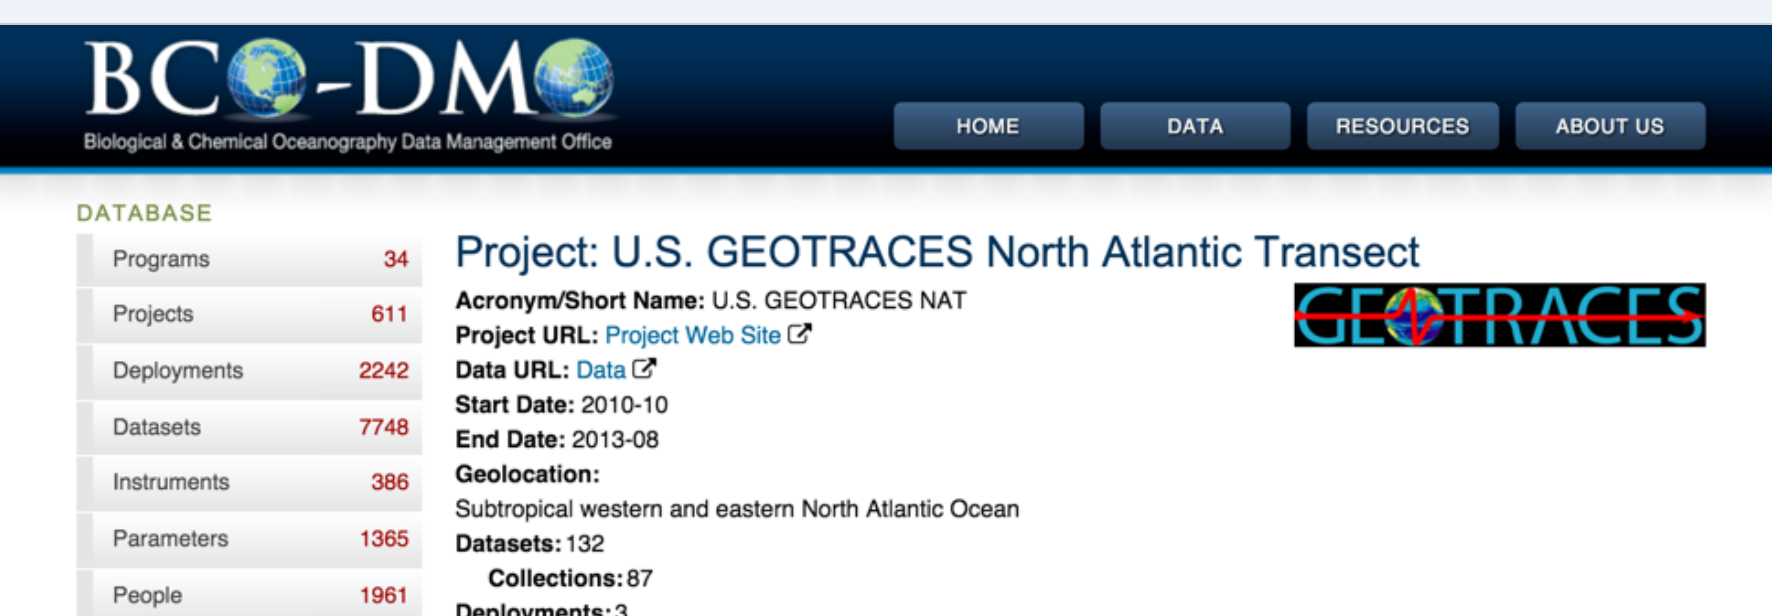 BCO-DMO
Biological & Chemical Oceanography Data Management Office
HOME
DATA
RESOURCES
ABOUT US
DATABASE
Programs 34
Projects 611
Deployments 2242
Datasets 7748
Instruments 386
Parameters 1365
People 1961
Project: U.S. GEOTRACES North Atlantic Transect
GEOTRACES
Acronym/Short Name: U.S. GEOTRACES NAT
Project URL: Project Web Site
Data URL: Data
Start Date: 2010-10
End Date: 2013-08
Geolocation:
Subtropical western and eastern North Atlantic Ocean
Datasets: 132
Collections: 87
Deployments: 3